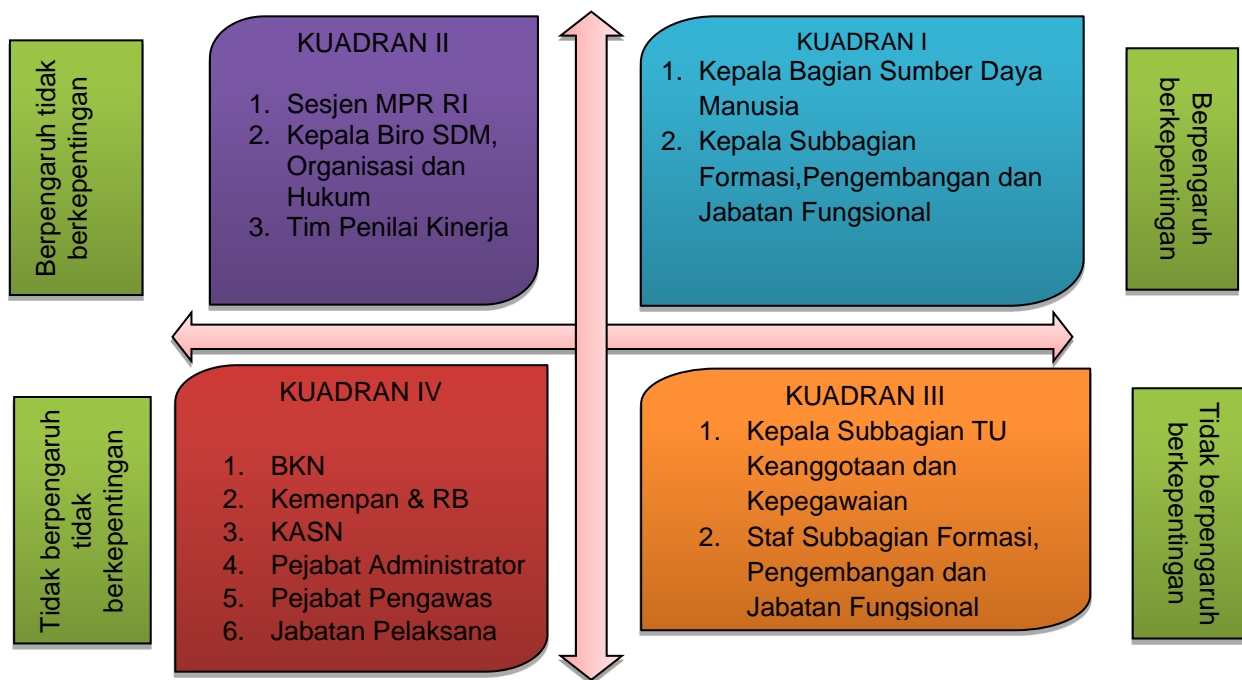 Berpengaruh tidak
berkepentingan
KUADRAN II
1. Sesjen MPR RI
2. Kepala Biro SDM,
Organisasi dan
Hukum
3. Tim Penilai Kinerja
KUADRAN I
1. Kepala Bagian Sumber Daya
Manusia
2. Kepala Subbagian
Formasi,Pengembangan dan
Jabatan Fungsional
Berpengaruh
berkepentingan
Tidak berpengaruh
tidak
berkepentingan
KUADRAN IV
1. BKN
2. Kemenpan & RB
3. KASN
4. Pejabat Administrator
5. Pejabat Pengawas
6. Jabatan Pelaksana
KUADRAN III
1. Kepala Subbagian TU
Keanggotaan dan
Kepegawaian
2. Staf Subbagian Formasi,
Pengembangan dan
Jabatan Fungsional
Tidak berpengaruh
berkepentingan